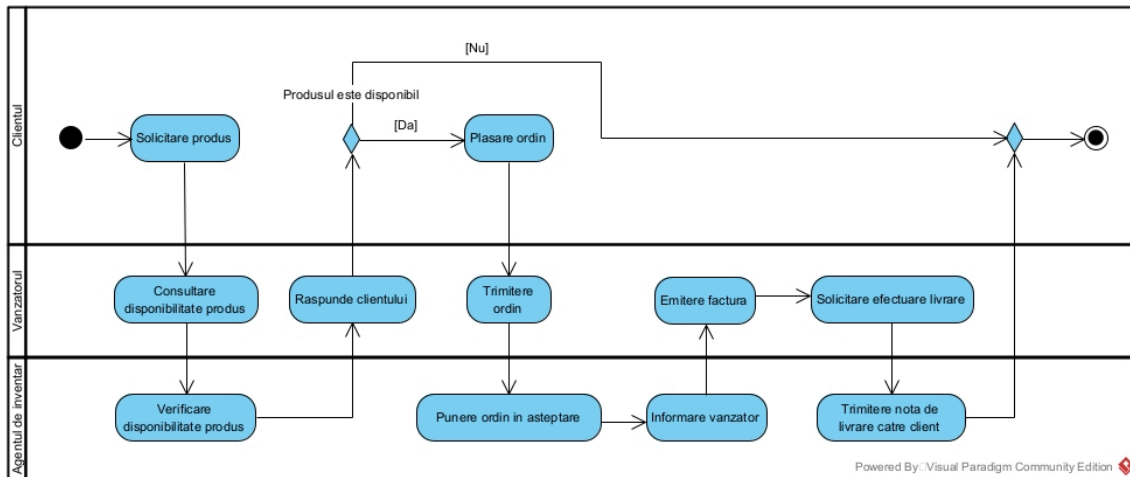 Clientul
[Nu]
Produsul este disponibil
[Da]
Solicitare produs
Plasare ordin
Vanzatorul
Consultare
disponibilitate produs
Raspunde clientului
Trimitere
ordin
Emitere factura
Solicitare efectuare livrare
Agentul de inventar
Verificare
disponibilitate produs
Punere ordin in asteptare
Informare vanzator
Trimitere nota de
livrare catre client
Powered By Visual Paradigm Community Edition